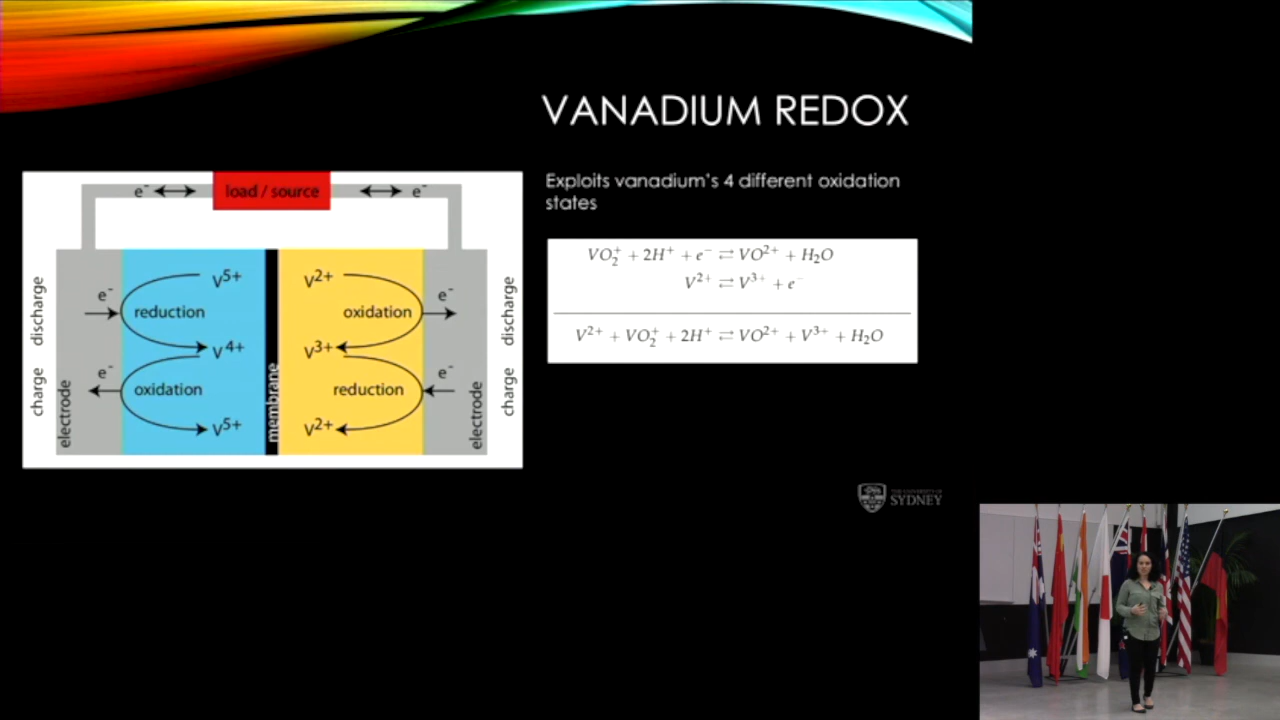 VANADIUM REDOX
Exploits vanadium's 4 different oxidation
states
VO₂⁺ + 2H⁺ + e⁻ ⇌ VO²⁺ + H₂O
V²⁺ ⇌ V³⁺ + e⁻
V²⁺ + VO₂⁺ + 2H⁺ ⇌ VO²⁺ + V³⁺ + H₂O
e⁻ load / source e⁻
V⁵⁺ V²⁺
e⁻ reduction oxidation e⁻
V⁴⁺ V³⁺
e⁻ oxidation reduction e⁻
V⁵⁺ V²⁺
discharge
charge
electrode
membrane
electrode
discharge
charge
THE UNIVERSITY OF
SYDNEY